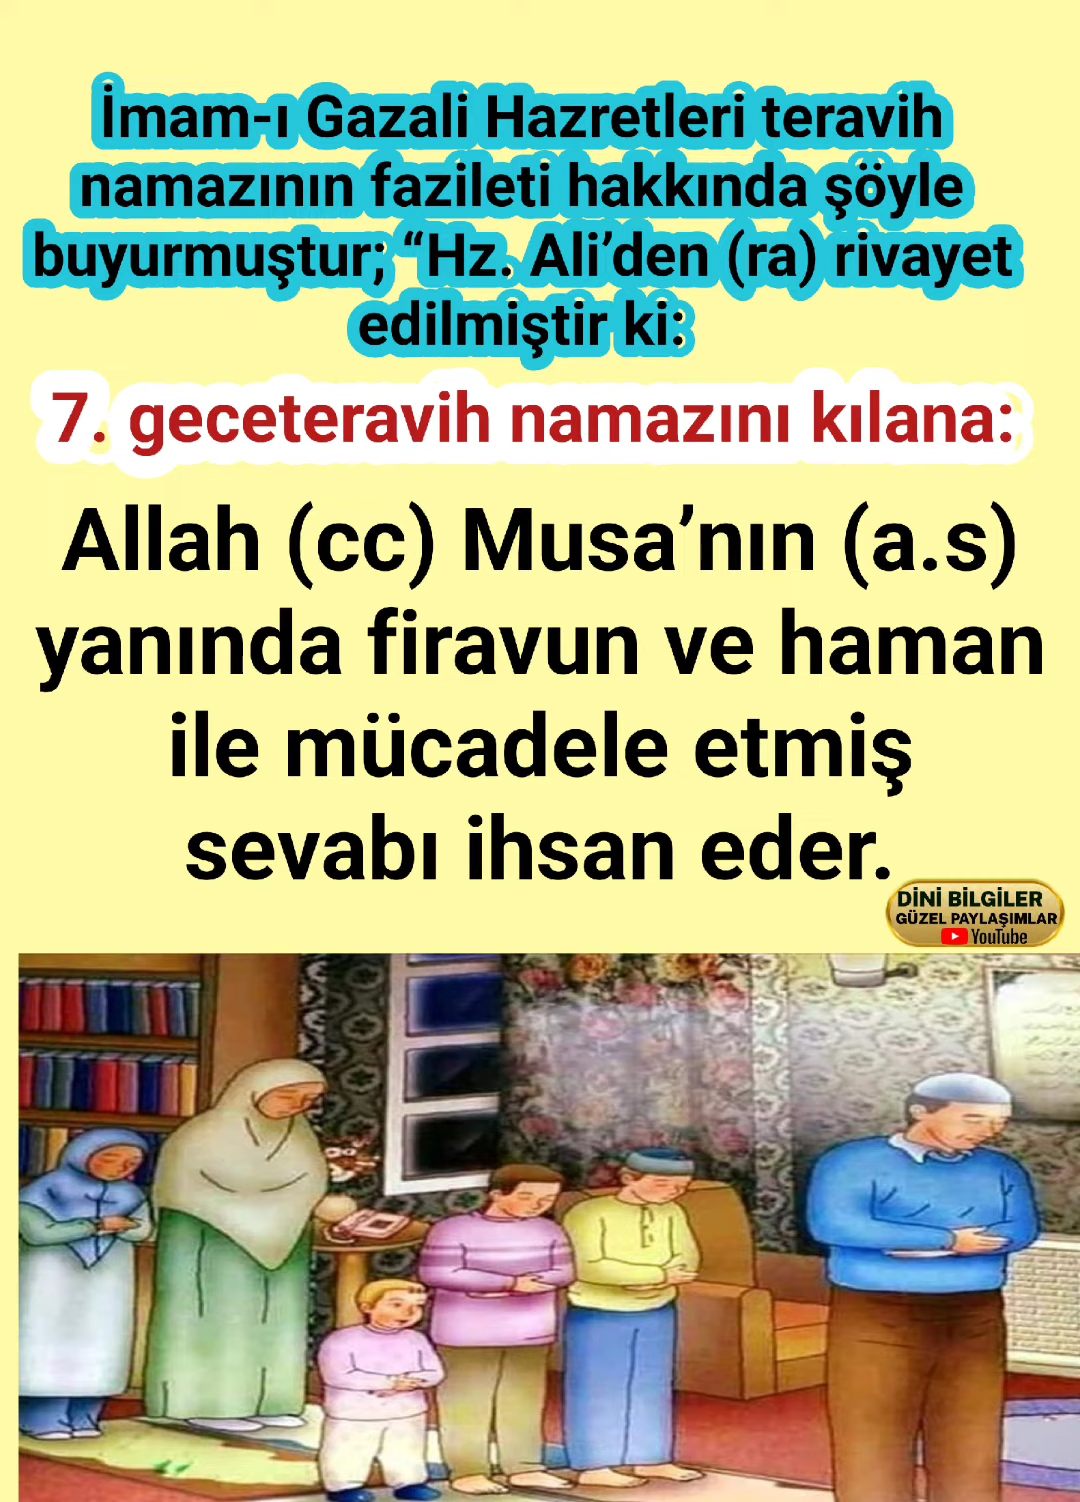 İmam-ı Gazali Hazretleri teravih
namazının fazileti hakkında şöyle
buyurmuştur; “Hz. Ali’den (ra) rivayet
edilmiştir ki:
7. geceteravih namazını kılana:
Allah (cc) Musa’nın (a.s)
yanında firavun ve haman
ile mücadele etmiş
sevabı ihsan eder.
DİNİ BİLGİLER
GÜZEL PAYLAŞIMLAR
YouTube